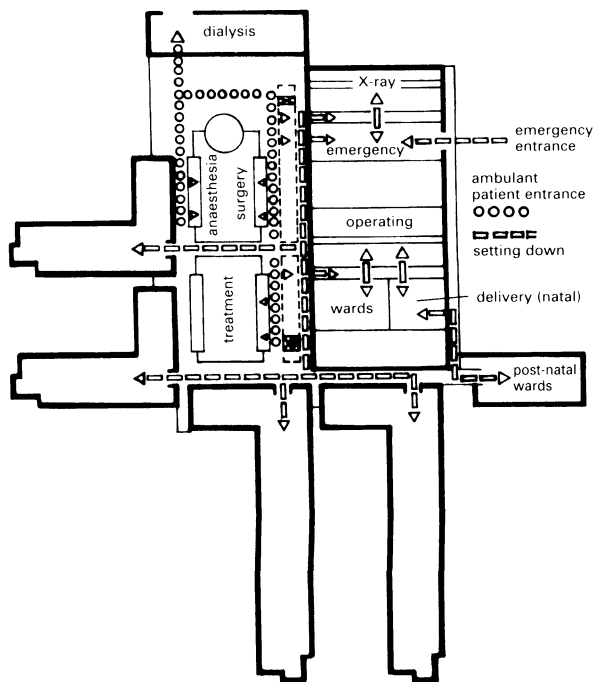 dialysis
X-ray
emergency
emergency
entrance
anaesthesia
surgery
ambulant
patient entrance
setting down
operating
treatment
wards
delivery (natal)
post-natal
wards